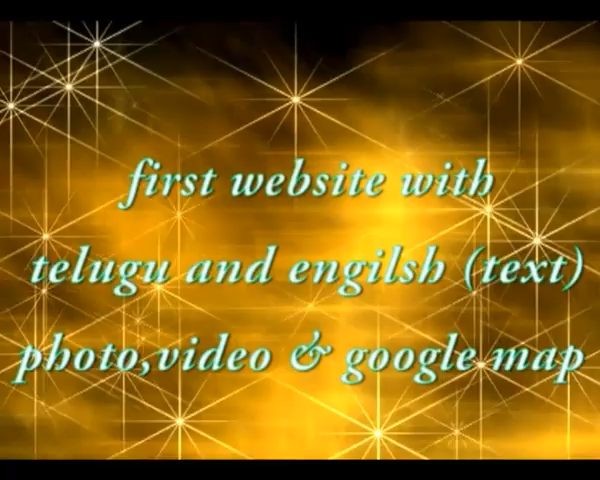 first website with
telugu and engilsh (text)
photo,video & google map